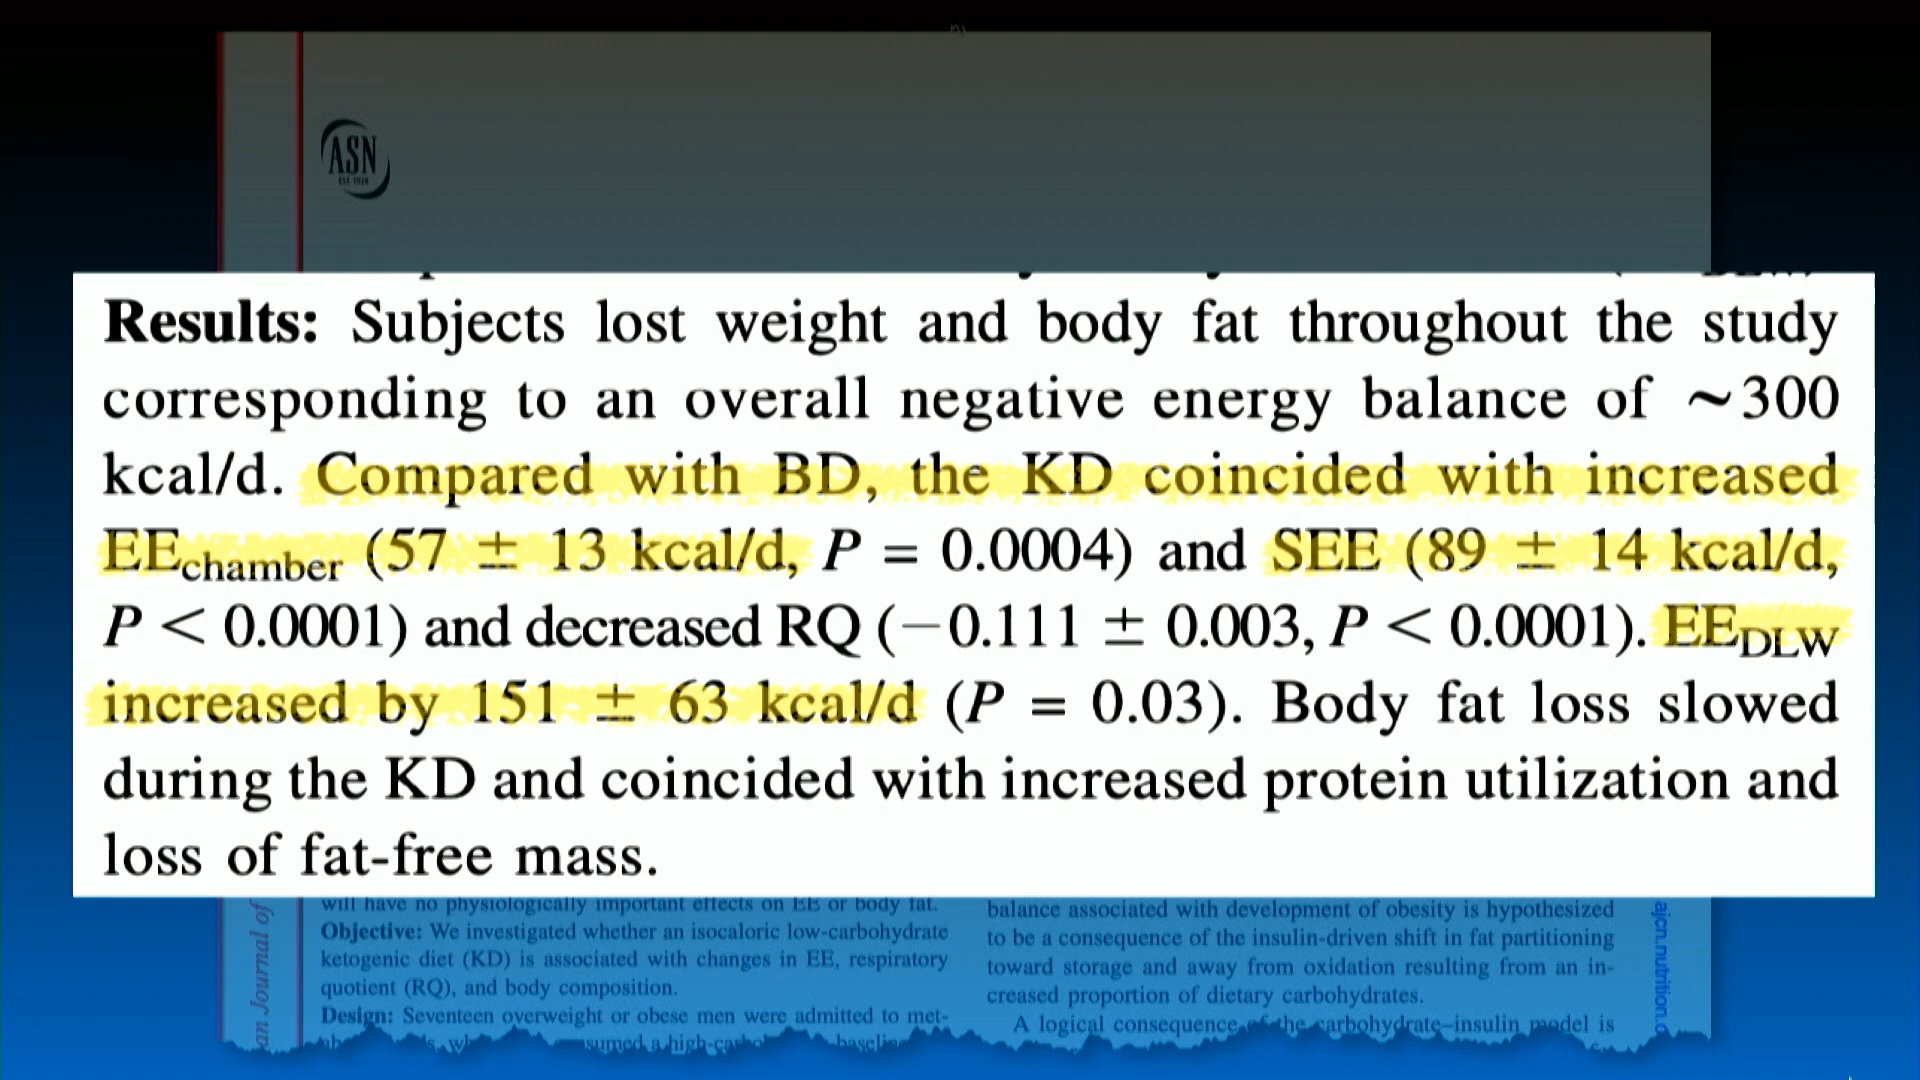 ASN
EST. 1928
Results: Subjects lost weight and body fat throughout the study
corresponding to an overall negative energy balance of ~300
kcal/d. Compared with BD, the KD coincided with increased
EEchamber (57 ± 13 kcal/d, P = 0.0004) and SEE (89 ± 14 kcal/d,
P < 0.0001) and decreased RQ (−0.111 ± 0.003, P < 0.0001). EEDLW
increased by 151 ± 63 kcal/d (P = 0.03). Body fat loss slowed
during the KD and coincided with increased protein utilization and
loss of fat-free mass.
will have no physiologically important effects on EE or body fat.
Objective: We investigated whether an isocaloric low-carbohydrate
ketogenic diet (KD) is associated with changes in EE, respiratory
quotient (RQ), and body composition.
Design: Seventeen overweight or obese men were admitted to met-
sumed a high-carbo baseline
balance associated with development of obesity is hypothesized
to be a consequence of the insulin-driven shift in fat partitioning
toward storage and away from oxidation resulting from an in-
creased proportion of dietary carbohydrates.
A logical consequence of the carbohydrate–insulin model is
an Journal of
ajcn.nutrition.o